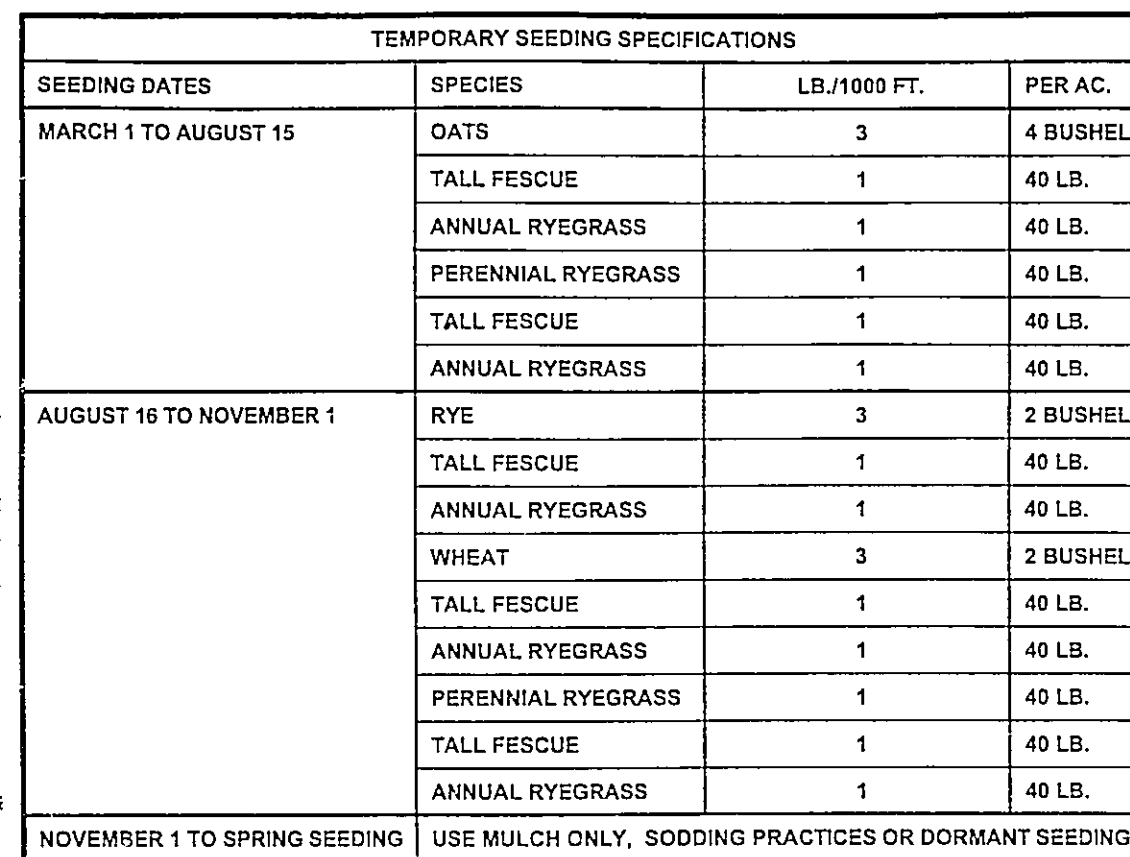 TEMPORARY SEEDING SPECIFICATIONS
SEEDING DATES SPECIES LB./1000 FT. PER AC.
MARCH 1 TO AUGUST 15 OATS 3 4 BUSHEL
TALL FESCUE 1 40 LB.
ANNUAL RYEGRASS 1 40 LB.
PERENNIAL RYEGRASS 1 40 LB.
TALL FESCUE 1 40 LB.
ANNUAL RYEGRASS 1 40 LB.
AUGUST 16 TO NOVEMBER 1 RYE 3 2 BUSHEL
TALL FESCUE 1 40 LB.
ANNUAL RYEGRASS 1 40 LB.
WHEAT 3 2 BUSHEL
TALL FESCUE 1 40 LB.
ANNUAL RYEGRASS 1 40 LB.
PERENNIAL RYEGRASS 1 40 LB.
TALL FESCUE 1 40 LB.
ANNUAL RYEGRASS 1 40 LB.
NOVEMBER 1 TO SPRING SEEDING USE MULCH ONLY, SODDING PRACTICES OR DORMANT SEEDING